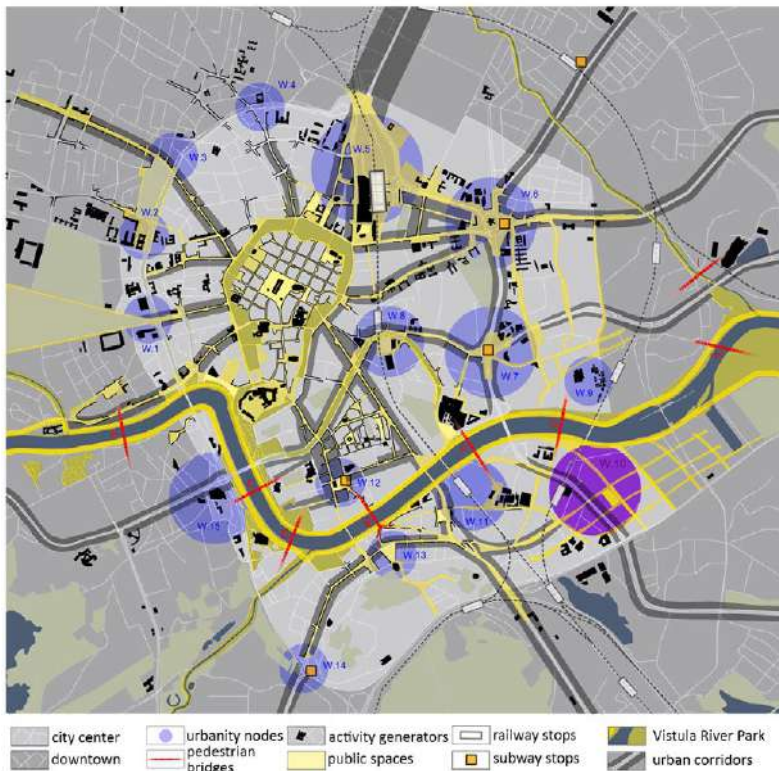 W.4
W.5
W.3
W.6
W.2
W.1
W.8
W.7
W.9
W.10
W.12
W.11
W.15
W.13
W.14
city center
urbanity nodes
activity generators
railway stops
Vistula River Park
downtown
pedestrian
bridges
public spaces
subway stops
urban corridors